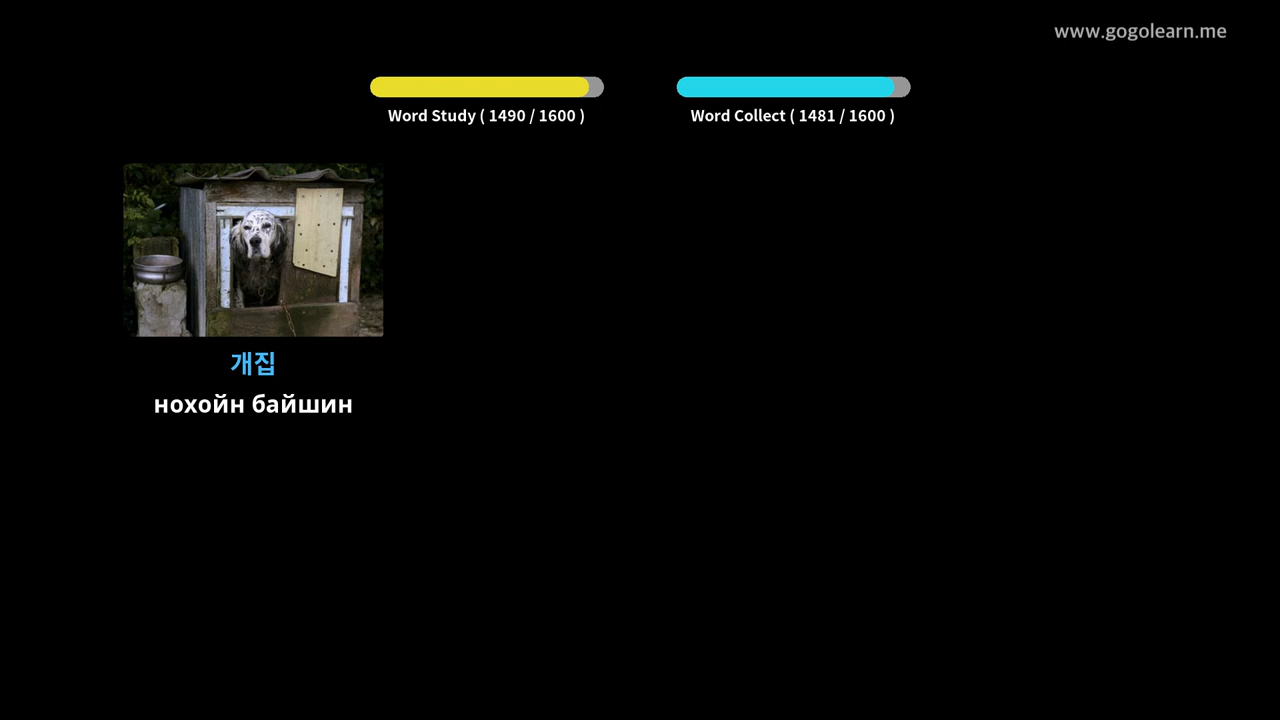 www.gogolearn.me
Word Study ( 1490 / 1600 )
Word Collect ( 1481 / 1600 )
개집
нохойн байшин